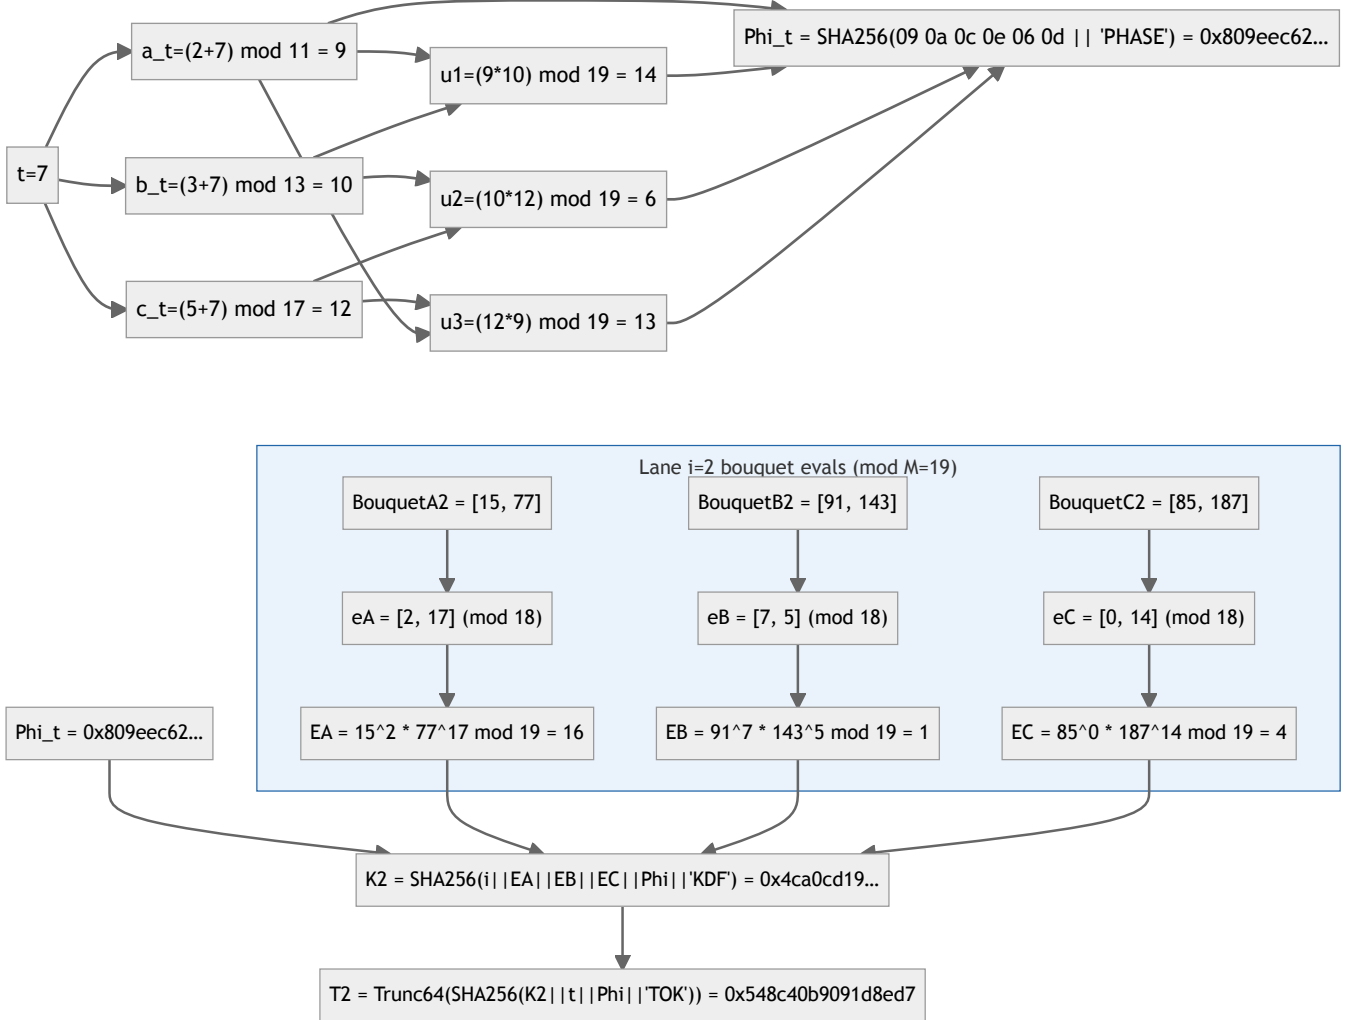 Phi_t = SHA256(09 0a 0c 0e 06 0d || 'PHASE') = 0x809eec62...
a_t=(2+7) mod 11 = 9
u1=(9*10) mod 19 = 14
t=7
b_t=(3+7) mod 13 = 10
u2=(10*12) mod 19 = 6
c_t=(5+7) mod 17 = 12
u3=(12*9) mod 19 = 13
Lane i=2 bouquet evals (mod M=19)
BouquetA2 = [15, 77]
BouquetB2 = [91, 143]
BouquetC2 = [85, 187]
eA = [2, 17] (mod 18)
eB = [7, 5] (mod 18)
eC = [0, 14] (mod 18)
Phi_t = 0x809eec62...
EA = 15^2 * 77^17 mod 19 = 16
EB = 91^7 * 143^5 mod 19 = 1
EC = 85^0 * 187^14 mod 19 = 4
K2 = SHA256(i||EA||EB||EC||Phi||'KDF') = 0x4ca0cd19...
T2 = Trunc64(SHA256(K2||t||Phi||'TOK')) = 0x548c40b9091d8ed7